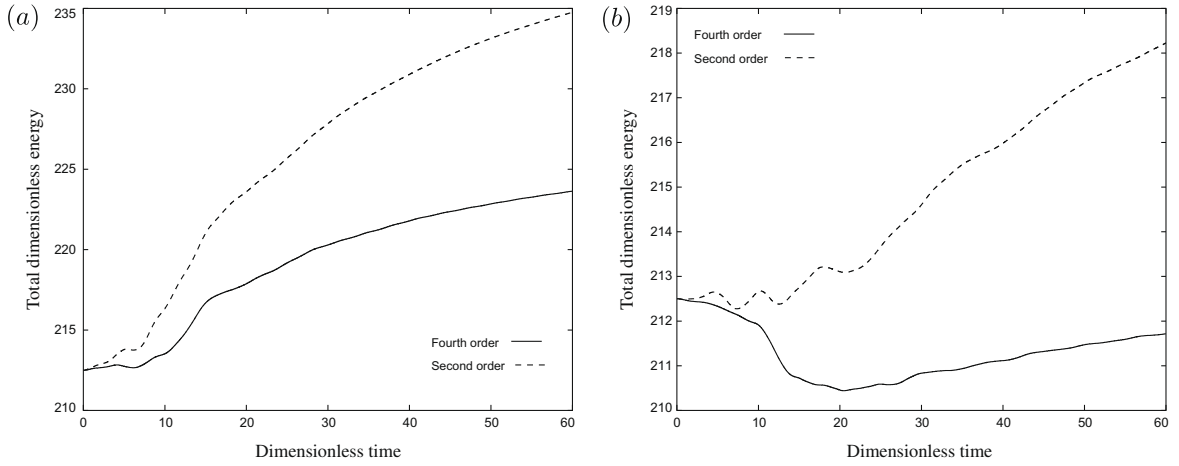 (a)
235
230
225
220
215
210
Total dimensionless energy
Fourth order
Second order
0 10 20 30 40 50 60
Dimensionless time
(b)
219
218
217
216
215
214
213
212
211
210
Total dimensionless energy
Fourth order
Second order
0 10 20 30 40 50 60
Dimensionless time